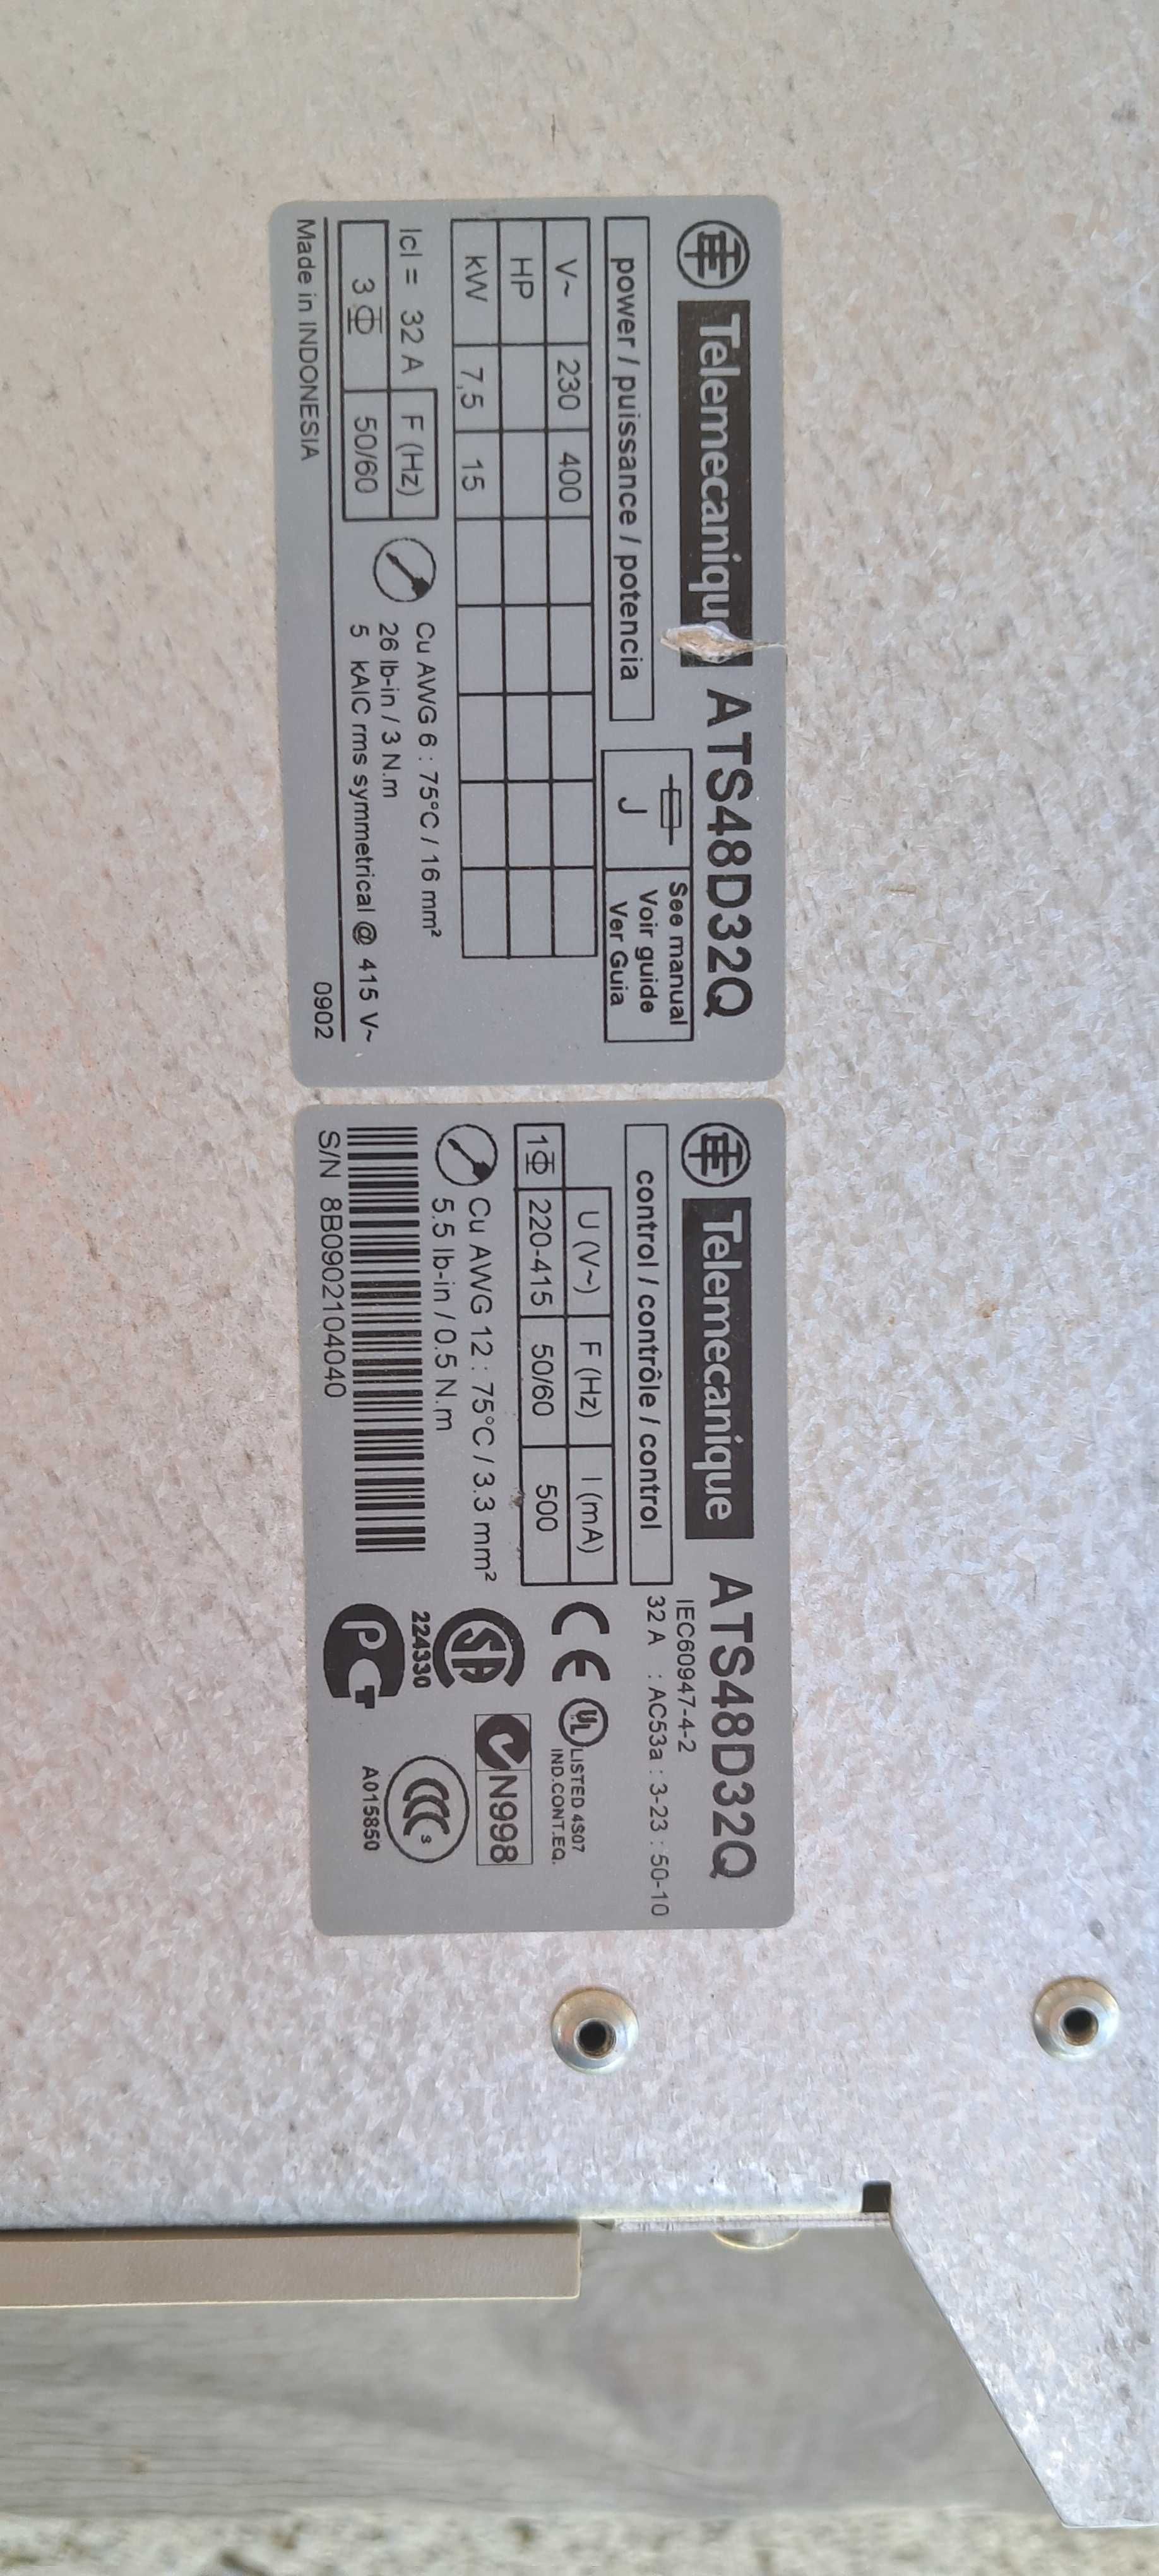 Telemecanique ATS48D32Q
power / puissance / potencia
J
See manual
Voir guide
Ver Guia
V~ 230 400
HP
kW 7,5 15
Icl = 32 A F (Hz)
3 Φ 50/60
Cu AWG 6 : 75°C / 16 mm²
26 lb-in / 3 N.m
5 kAIC rms symmetrical @ 415 V~
Made in INDONESIA
0902
Telemecanique ATS48D32Q
IEC60947-4-2
control / contrôle / control
32 A : AC53a : 3-23 : 50-10
U (V~) F (Hz) I (mA)
1Φ 220-415 50/60 500
Cu AWG 12 : 75°C / 3.3 mm²
5.5 lb-in / 0.5 N.m
S/N 8B0902104040
CE
UL LISTED 4S07
IND.CONT.EQ.
SA
224330
N998
PCT
CCC S
A015850